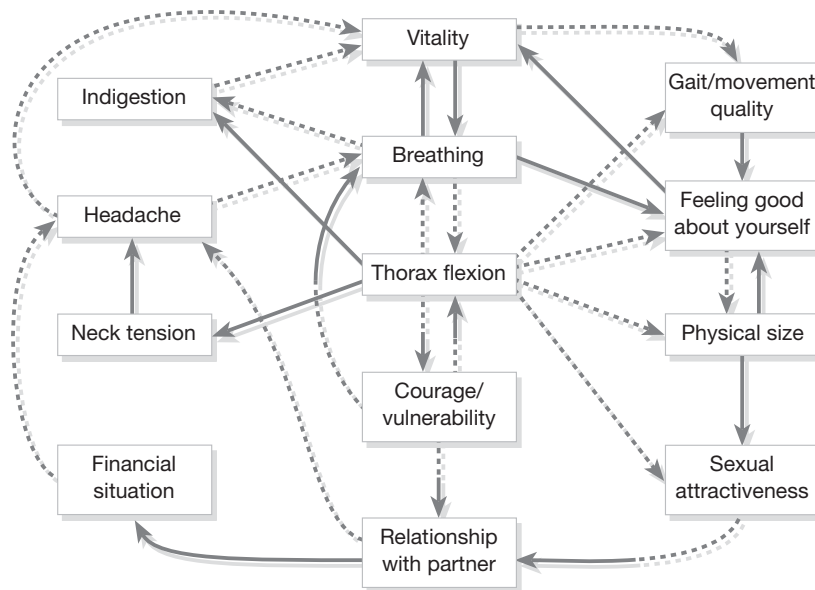 Vitality
Gait/movement
quality
Indigestion
Breathing
Feeling good
about yourself
Headache
Thorax flexion
Neck tension
Physical size
Courage/
vulnerability
Financial
situation
Sexual
attractiveness
Relationship
with partner